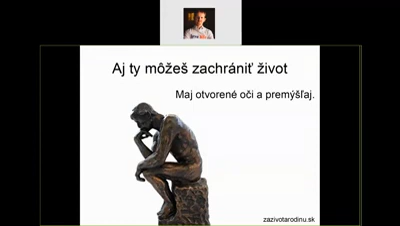 Aj ty môžeš zachrániť život
Maj otvorené oči a premýšľaj.
zazivotarodinu.sk